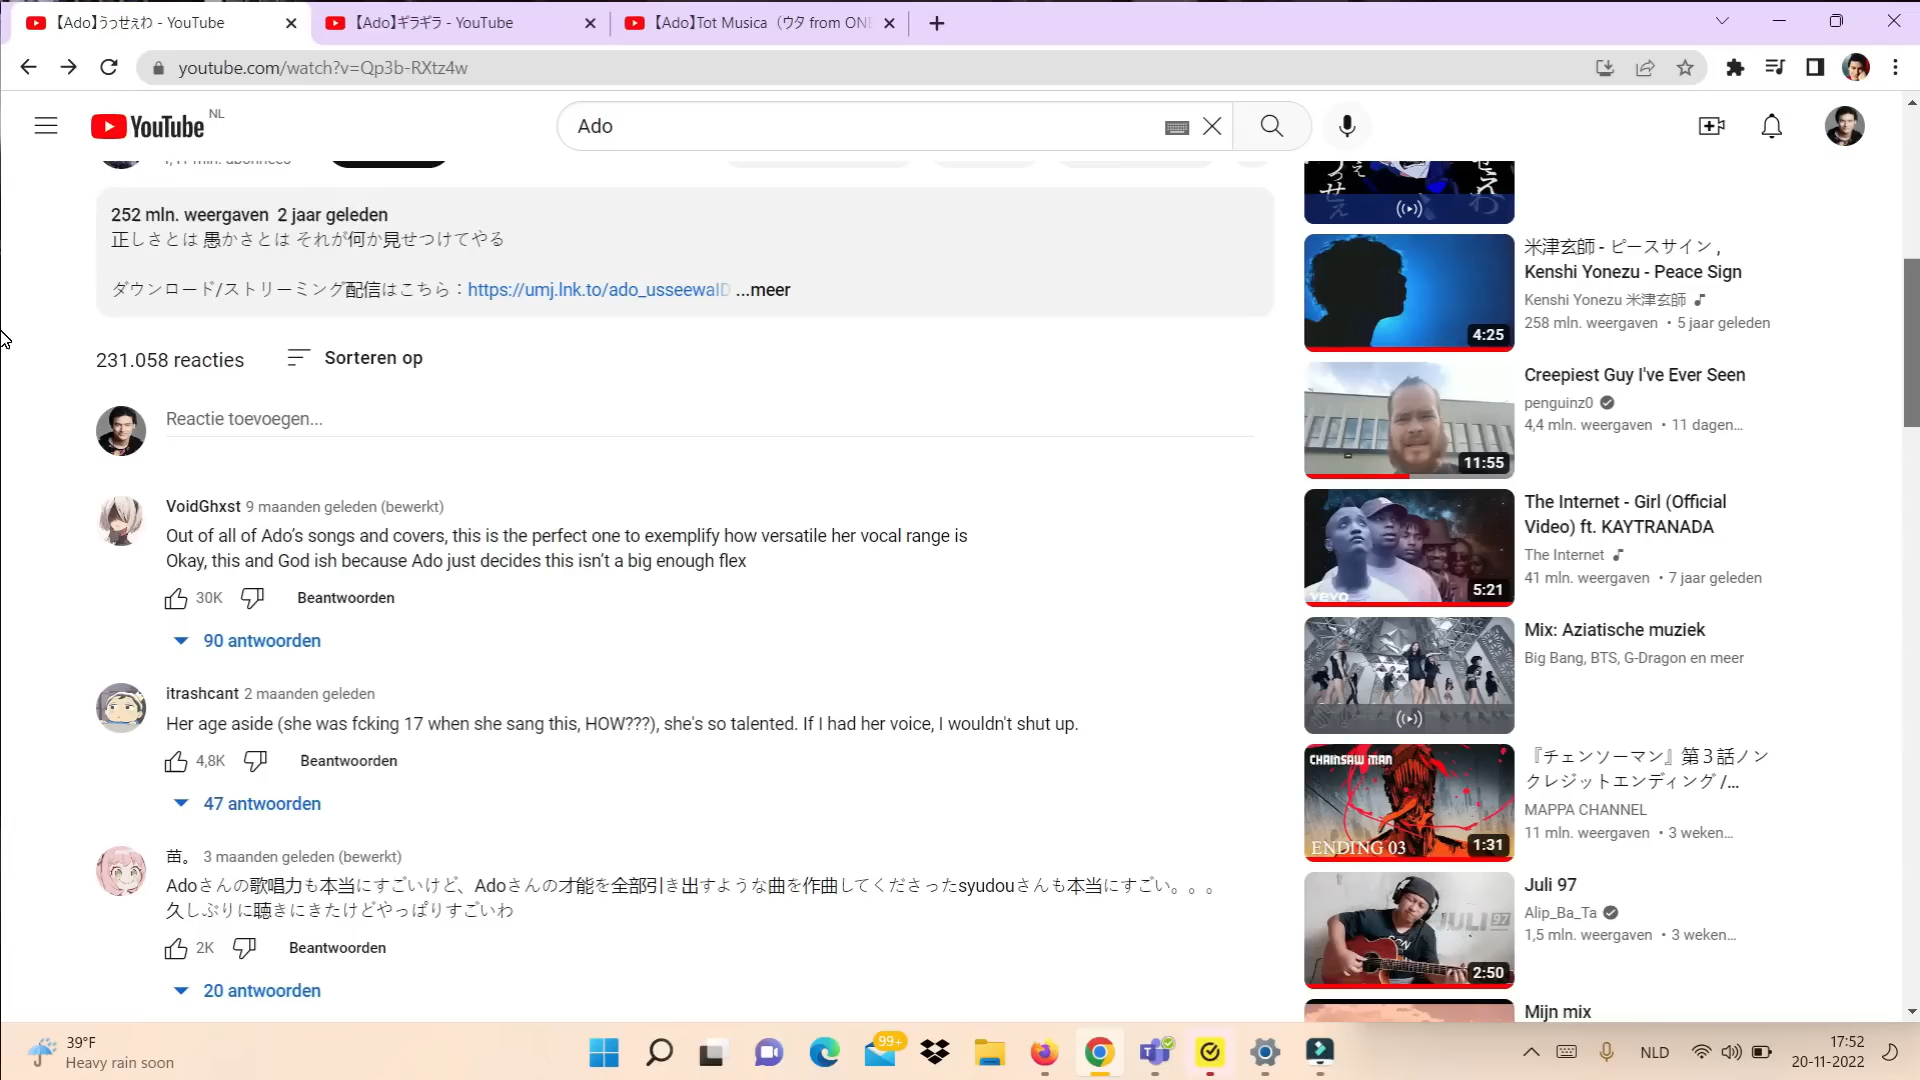 【Ado】うっせぇわ - YouTube
【Ado】ギラギラ - YouTube
【Ado】Tot Musica（ウタ from ONE
youtube.com/watch?v=Qp3b-RXtz4w
YouTube NL
Ado
252 mln. weergaven 2 jaar geleden
正しさとは 愚かさとは それが何か見せつけてやる
ダウンロード/ストリーミング配信はこちら：https://umj.lnk.to/ado_usseewaID ...meer
231.058 reacties
Sorteren op
Reactie toevoegen...
VoidGhxst 9 maanden geleden (bewerkt)
Out of all of Ado’s songs and covers, this is the perfect one to exemplify how versatile her vocal range is
Okay, this and God ish because Ado just decides this isn’t a big enough flex
30K Beantwoorden
90 antwoorden
itrashcant 2 maanden geleden
Her age aside (she was fcking 17 when she sang this, HOW???), she's so talented. If I had her voice, I wouldn't shut up.
4,8K Beantwoorden
47 antwoorden
苗。 3 maanden geleden (bewerkt)
Adoさんの歌唱力も本当にすごいけど、Adoさんの才能を全部引き出すような曲を作曲してくださったsyudouさんも本当にすごい。。。
久しぶりに聴きにきたけどやっぱりすごいわ
2K Beantwoorden
20 antwoorden
米津玄師 - ピースサイン ,
Kenshi Yonezu - Peace Sign
Kenshi Yonezu 米津玄師
258 mln. weergaven • 5 jaar geleden
4:25
Creepiest Guy I've Ever Seen
penguinz0
4,4 mln. weergaven • 11 dagen...
11:55
The Internet - Girl (Official
Video) ft. KAYTRANADA
The Internet
41 mln. weergaven • 7 jaar geleden
5:21
vevo
Mix: Aziatische muziek
Big Bang, BTS, G-Dragon en meer
CHAINSAW MAN
ENDING 03
1:31
『チェンソーマン』第３話ノン
クレジットエンディング /...
MAPPA CHANNEL
11 mln. weergaven • 3 weken...
Juli 97
Alip_Ba_Ta
1,5 mln. weergaven • 3 weken...
JULI 97
2:50
Mijn mix
39°F
Heavy rain soon
99+
NLD
17:52
20-11-2022